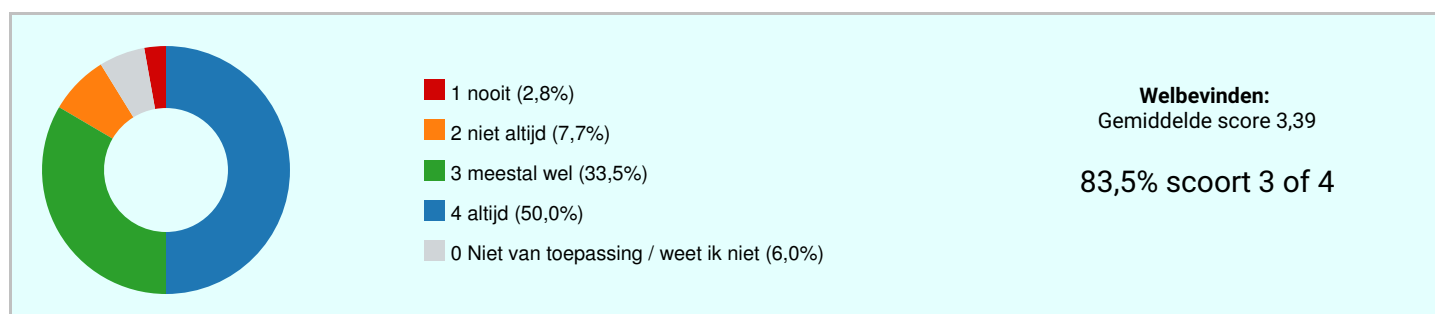 1 nooit (2,8%)
2 niet altijd (7,7%)
3 meestal wel (33,5%)
4 altijd (50,0%)
0 Niet van toepassing / weet ik niet (6,0%)
Welbevinden:
Gemiddelde score 3,39
83,5% scoort 3 of 4